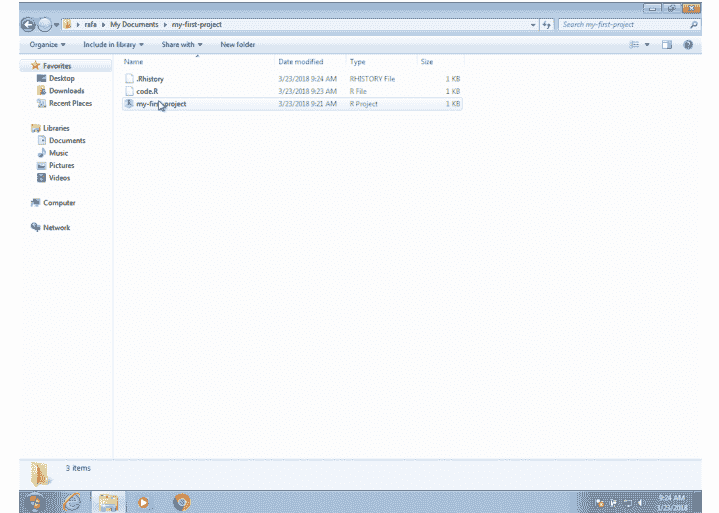 rafa ▸ My Documents ▸ my-first-project
Search my-first-project
Organize Include in library Share with New folder
Name Date modified Type Size
Favorites
Desktop
Downloads
Recent Places
Libraries
Documents
Music
Pictures
Videos
Computer
Network
.Rhistory 3/23/2018 9:24 AM RHISTORY File 1 KB
code.R 3/23/2018 9:23 AM R File 1 KB
my-first-project 3/23/2018 9:21 AM R Project 1 KB
3 items
9:24 AM
3/23/2018